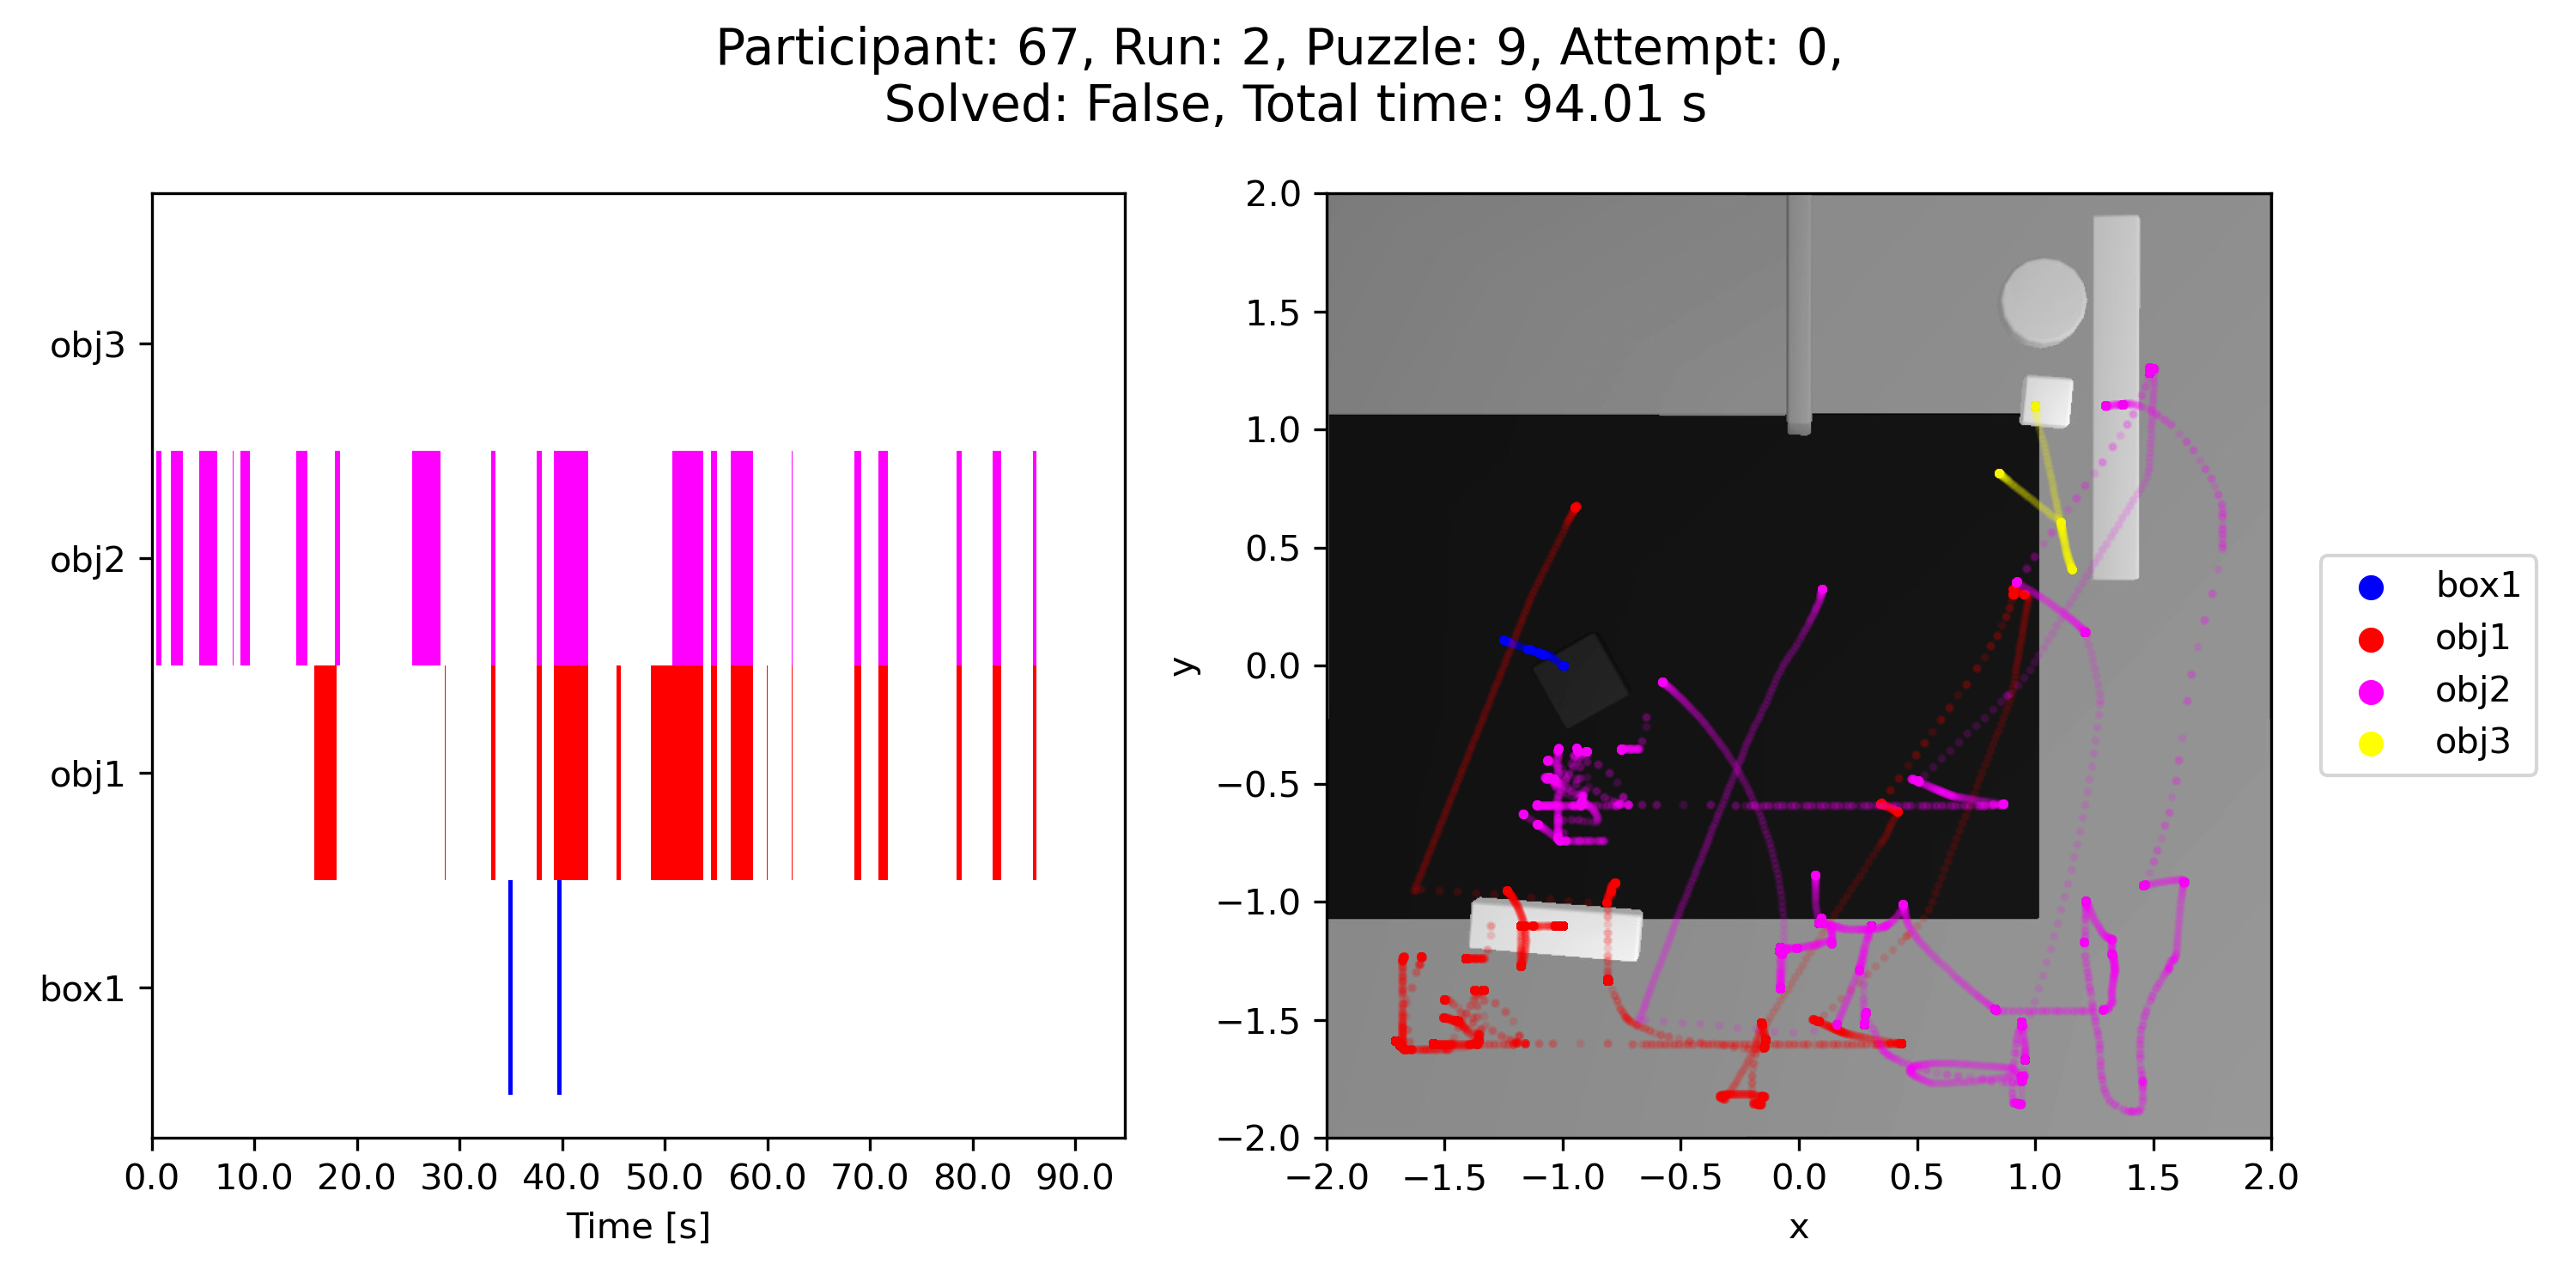 Participant: 67, Run: 2, Puzzle: 9, Attempt: 0,
Solved: False, Total time: 94.01 s
obj3
obj2
obj1
box1
0.0 10.0 20.0 30.0 40.0 50.0 60.0 70.0 80.0 90.0
Time [s]
2.0
1.5
1.0
0.5
0.0
−0.5
−1.0
−1.5
−2.0
y
−2.0 −1.5 −1.0 −0.5 0.0 0.5 1.0 1.5 2.0
x
box1
obj1
obj2
obj3